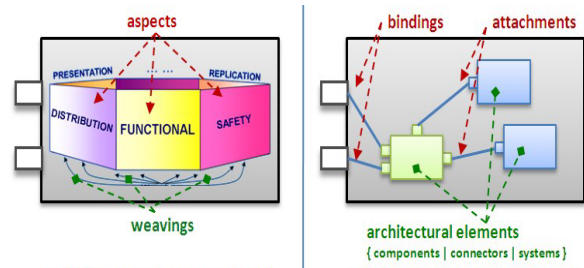 aspects
PRESENTATION
... ...
REPLICATION
DISTRIBUTION
FUNCTIONAL
SAFETY
weavings
bindings
attachments
architectural elements
{ components | connectors | systems }